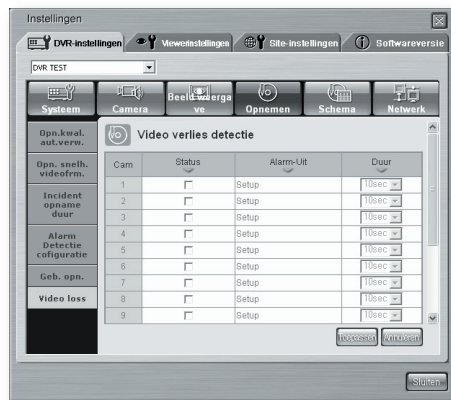 Instellingen
DVR-instellingen Viewerinstellingen Site-instellingen Softwareversie
DVR TEST
Systeem Camera Beeldweerga ve Opnemen Schema Netwerk
Opn.kwal. aut.verw.
Opn. snelh. videofrm.
Incident opname duur
Alarm Detectie cofiguratie
Geb. opn.
Video loss
Video verlies detectie
Cam Status Alarm-Uit Duur
1 Setup 10sec
2 Setup 10sec
3 Setup 10sec
4 Setup 10sec
5 Setup 10sec
6 Setup 10sec
7 Setup 10sec
8 Setup 10sec
9 Setup 10sec
Toepassen Annuleren
Sluiten